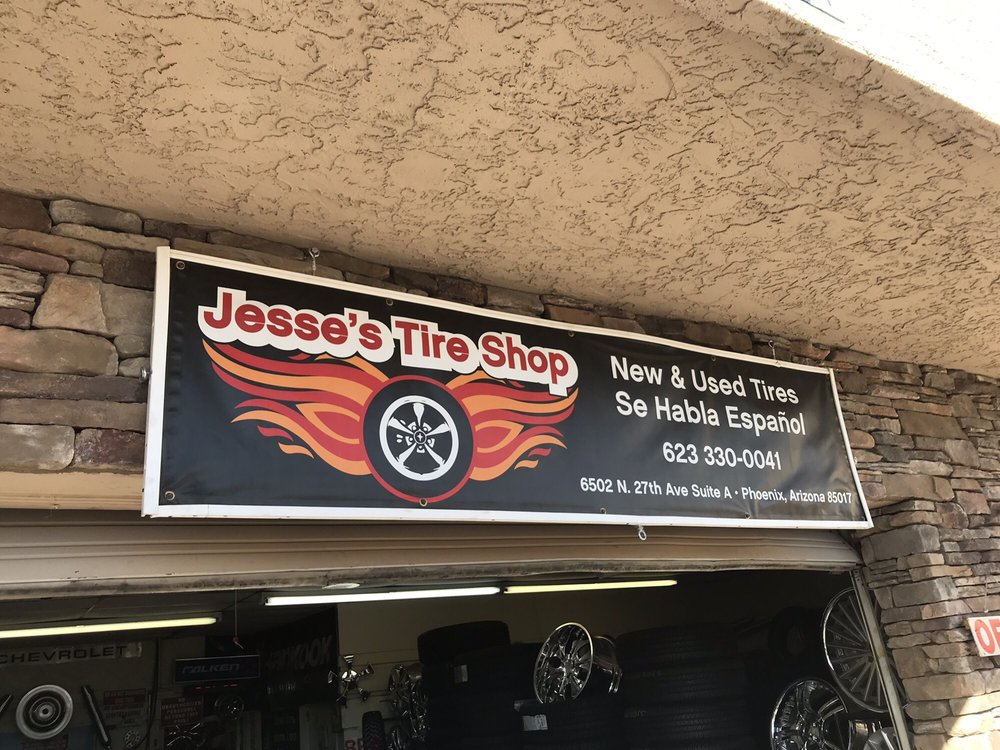 Jesse's Tire Shop
New & Used Tires
Se Habla Español
623 330-0041
6502 N. 27th Ave Suite A • Phoenix, Arizona 85017
CHEVROLET
FALKEN
HANKOOK